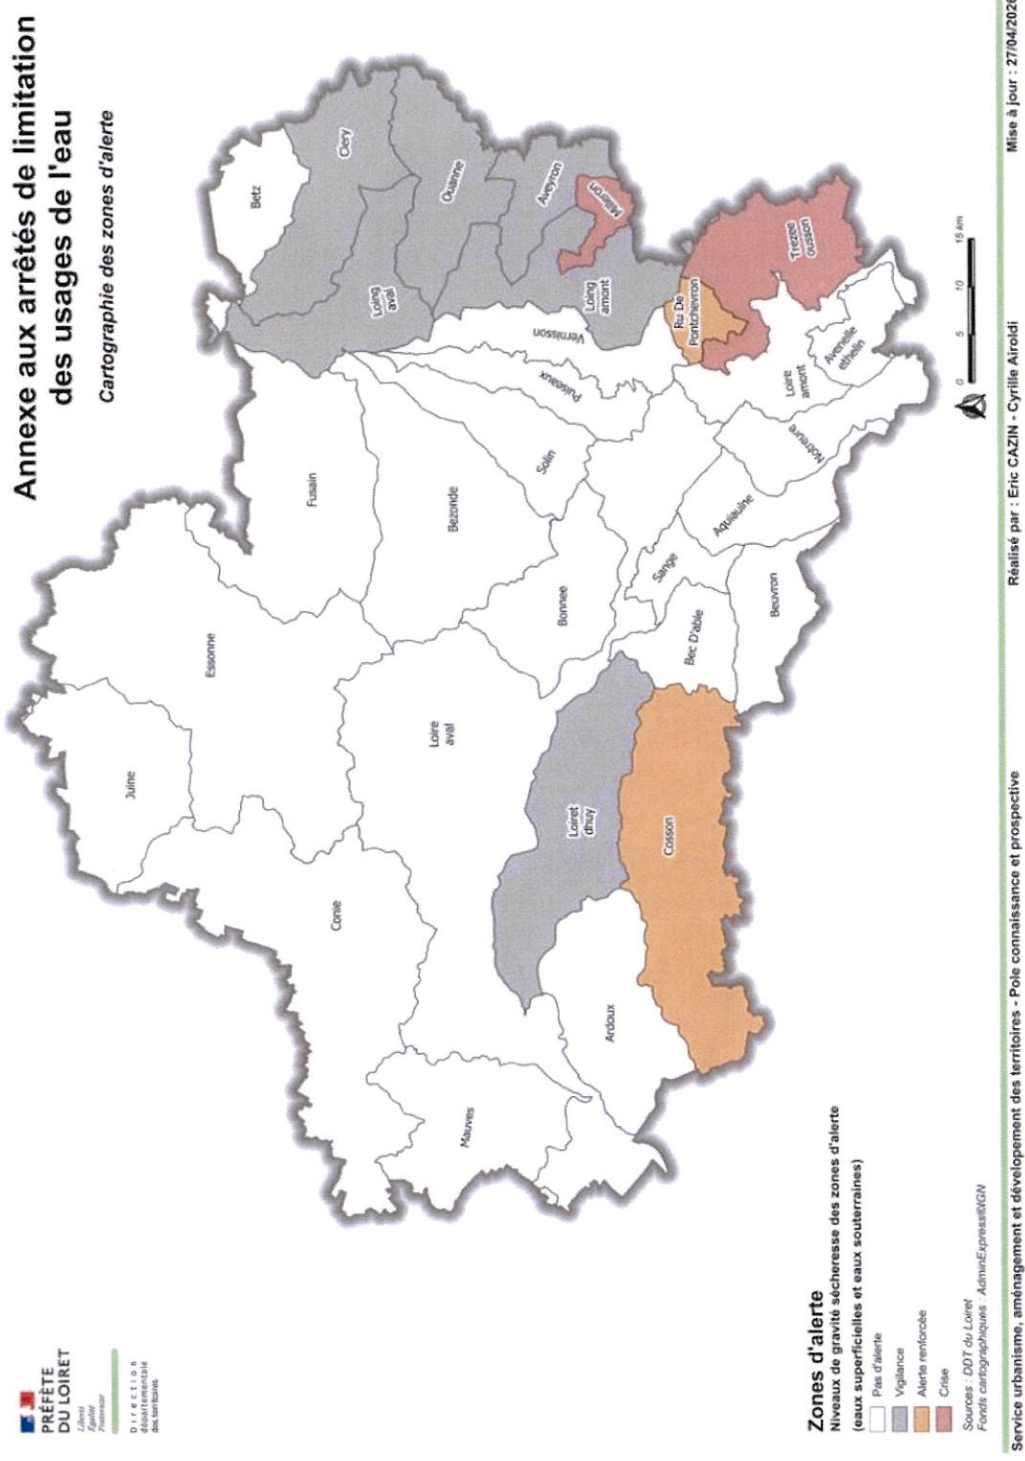 PRÉFÈTE
DU LOIRET
Liberté
Égalité
Fraternité
Direction
départementale
des territoires
Annexe aux arrêtés de limitation
des usages de l'eau
Cartographie des zones d'alerte
Betz
Clery
Ouanne
Aveyron
Milleron
Loing
aval
Loing
amont
Trezee
ousson
Ru De
Pontchevron
Vernisson
Puiseaux
Solin
Fusain
Bezonde
Bonnee
Essonne
Juine
Conie
Loire
aval
Mauves
Loiret
dhuy
Cosson
Ardoux
Bec D'able
Sange
Beuvron
Aquiaulne
Notreure
Loire
amont
Avenelle
ethelin
0 5 10 15 km
Zones d'alerte
Niveaux de gravité sécheresse des zones d'alerte
(eaux superficielles et eaux souterraines)
Pas d'alerte
Vigilance
Alerte renforcée
Crise
Sources : DDT du Loiret
Fonds cartographiques : AdminExpress©IGN
Service urbanisme, aménagement et dévelopement des territoires - Pole connaissance et prospective
Réalisé par : Eric CAZIN - Cyrille Airoldi
Mise à jour : 27/04/2026